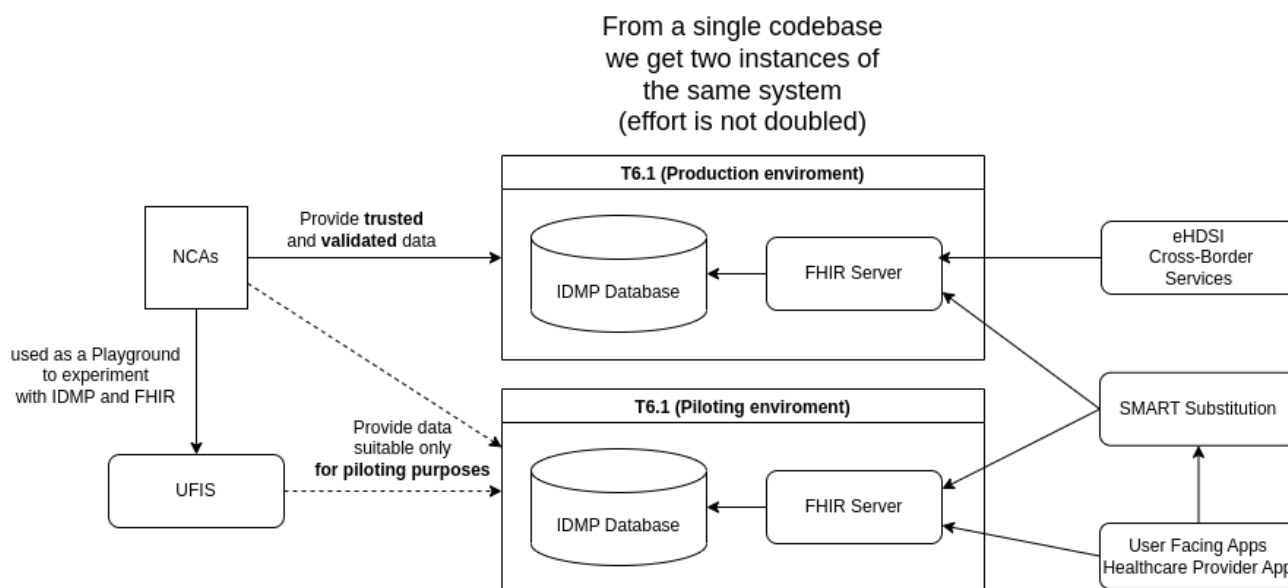 From a single codebase
we get two instances of
the same system
(effort is not doubled)
T6.1 (Production enviroment)
Provide trusted
and validated data
NCAs
IDMP Database
FHIR Server
eHDSI
Cross-Border
Services
used as a Playground
to experiment
with IDMP and FHIR
T6.1 (Piloting enviroment)
SMART Substitution
Provide data
suitable only
for piloting purposes
UFIS
IDMP Database
FHIR Server
User Facing Apps
Healthcare Provider App